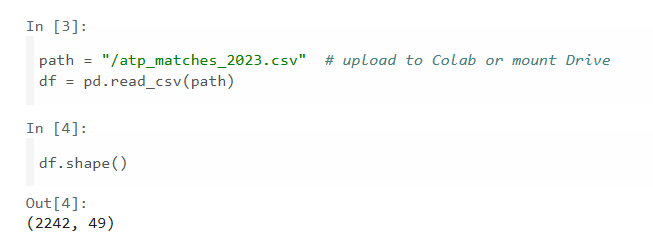 In [3]:
path = "/atp_matches_2023.csv"  # upload to Colab or mount Drive
df = pd.read_csv(path)
In [4]:
df.shape()
Out[4]:
(2242, 49)